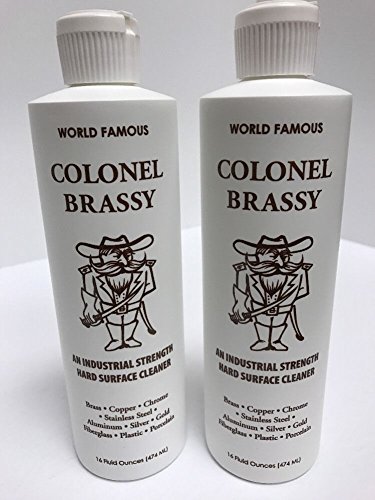 WORLD FAMOUS
COLONEL
BRASSY
AN INDUSTRIAL STRENGTH
HARD SURFACE CLEANER
Brass • Copper • Chrome
• Stainless Steel •
Aluminum • Silver • Gold
Fiberglass • Plastic • Porcelain
16 Fluid Ounces (474 ML)
WORLD FAMOUS
COLONEL
BRASSY
AN INDUSTRIAL STRENGTH
HARD SURFACE CLEANER
Brass • Copper • Chrome
• Stainless Steel •
Aluminum • Silver • Gold
Fiberglass • Plastic • Porcelain
16 Fluid Ounces (474 ML)